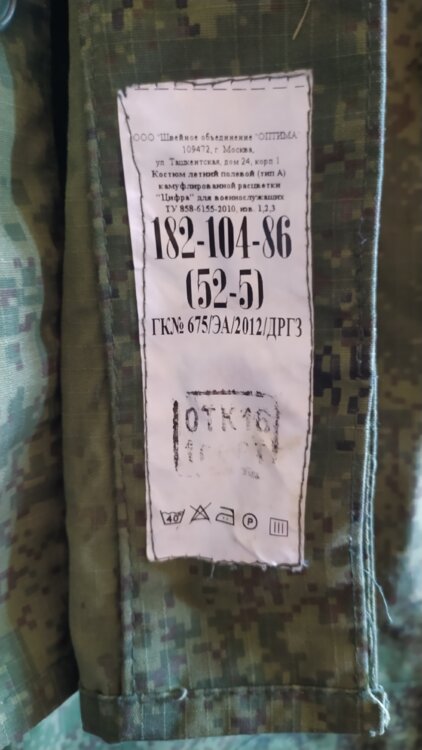 ООО "Швейное объединение "ОПТИМА"
109472, г. Москва,
ул. Ташкентская, дом 24, корп 1
Костюм летний полевой (тип А)
камуфлированной расцветки
"Цифра" для военнослужащих
ТУ 858-6155-2010, изв. 1,2,3
182-104-86
(52-5)
ГК№ 675/ЭА/2012/ДРГЗ
ОТК16
40
P